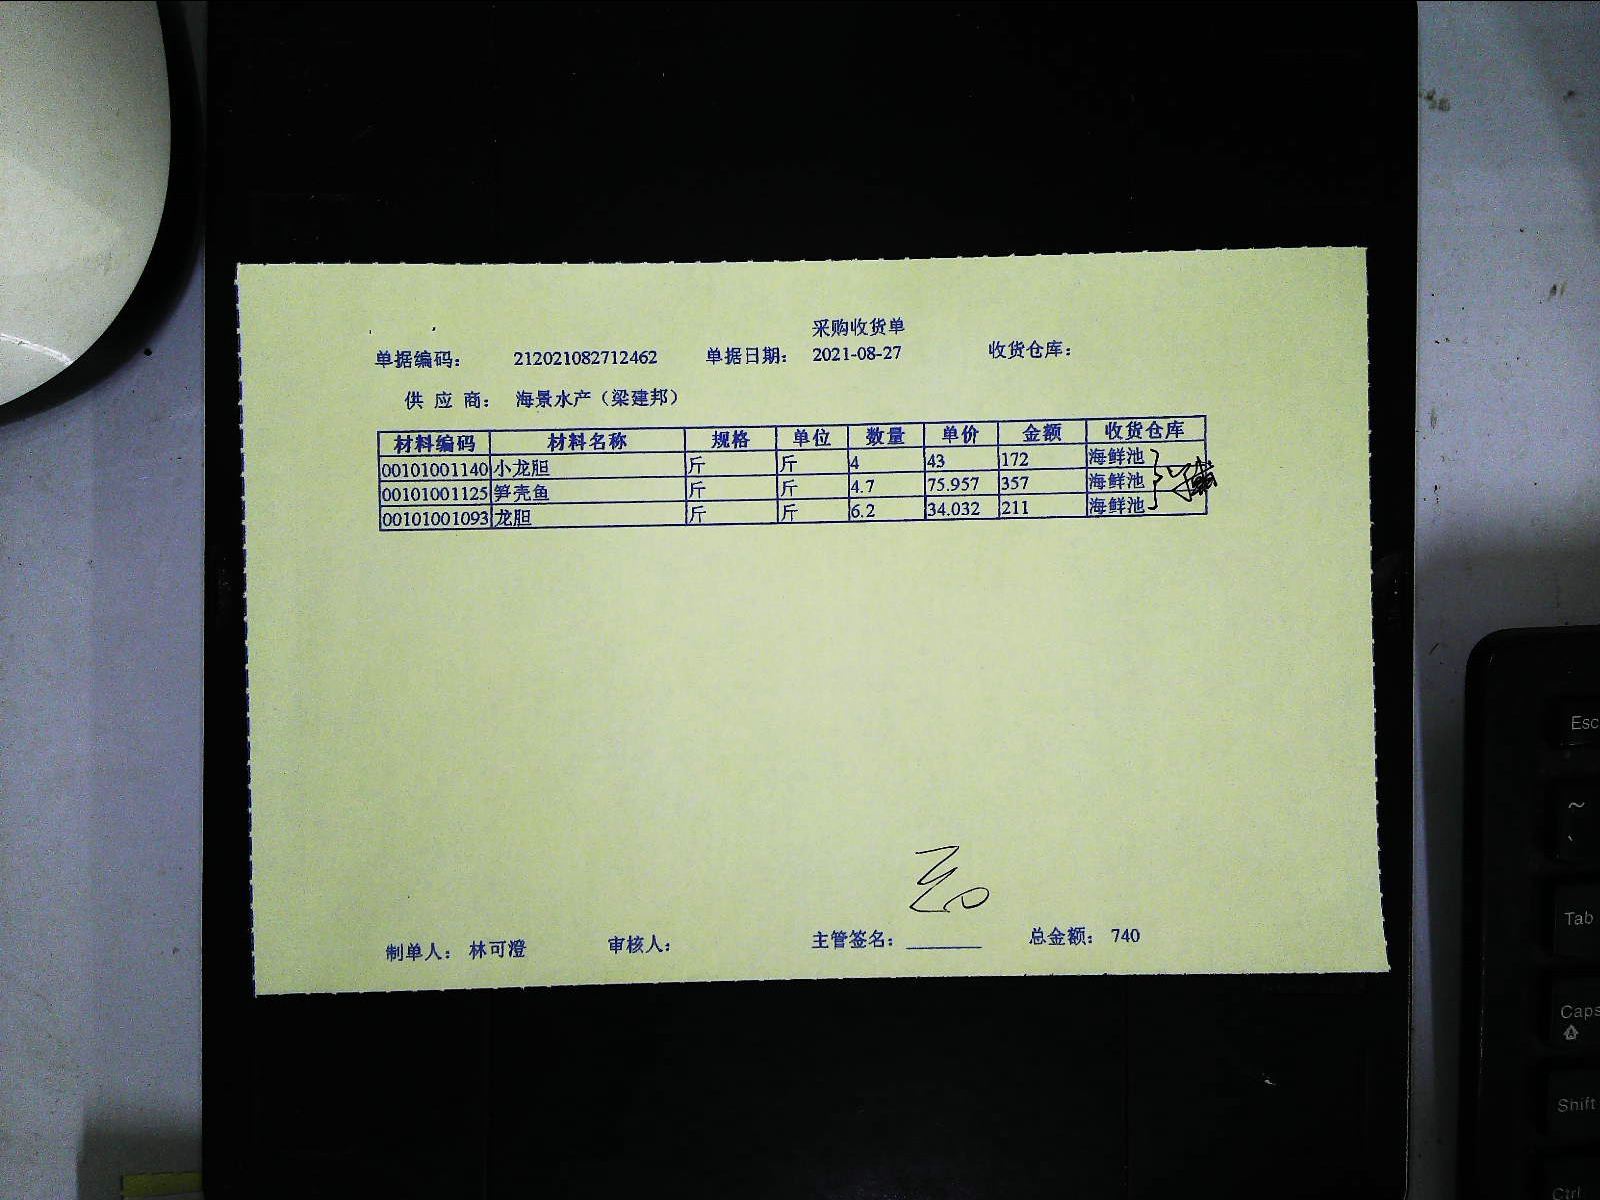 采购收货单
单据编码： 212021082712462 单据日期： 2021-08-27 收货仓库：
供 应 商： 海景水产（梁建邦）
材料编码 材料名称 规格 单位 数量 单价 金额 收货仓库
00101001140 小龙胆 斤 斤 4 43 172 海鲜池
00101001125 笋壳鱼 斤 斤 4.7 75.957 357 海鲜池
00101001093 龙胆 斤 斤 6.2 34.032 211 海鲜池
制单人： 林可澄 审核人： 主管签名： 总金额： 740
Esc
~
`
Tab
Caps
Shift
Ctrl